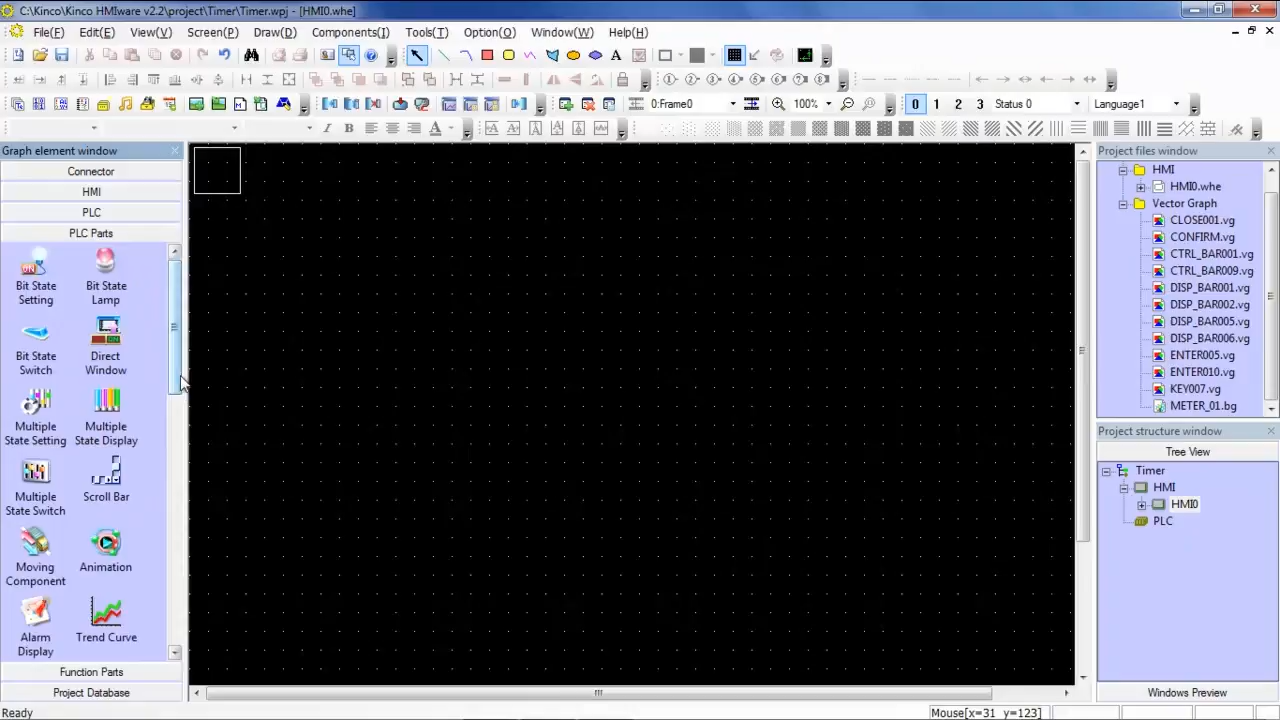 C:\Kinco\Kinco HMIware v2.2\project\Timer\Timer.wpj - [HMI0.whe]
File(F) Edit(E) View(V) Screen(P) Draw(D) Components(I) Tools(T) Option(O) Window(W) Help(H)
0:Frame0 100% 0 1 2 3 Status 0 Language1
Graph element window
Connector
HMI
PLC
PLC Parts
Bit State Setting
Bit State Lamp
Bit State Switch
Direct Window
Multiple State Setting
Multiple State Display
Multiple State Switch
Scroll Bar
Moving Component
Animation
Alarm Display
Trend Curve
Function Parts
Project Database
Project files window
HMI
HMI0.whe
Vector Graph
CLOSE001.vg
CONFIRM.vg
CTRL_BAR001.vg
CTRL_BAR009.vg
DISP_BAR001.vg
DISP_BAR002.vg
DISP_BAR005.vg
DISP_BAR006.vg
ENTER005.vg
ENTER010.vg
KEY007.vg
METER_01.bg
Project structure window
Tree View
Timer
HMI
HMI0
PLC
Windows Preview
Ready
Mouse[x=31 y=123]